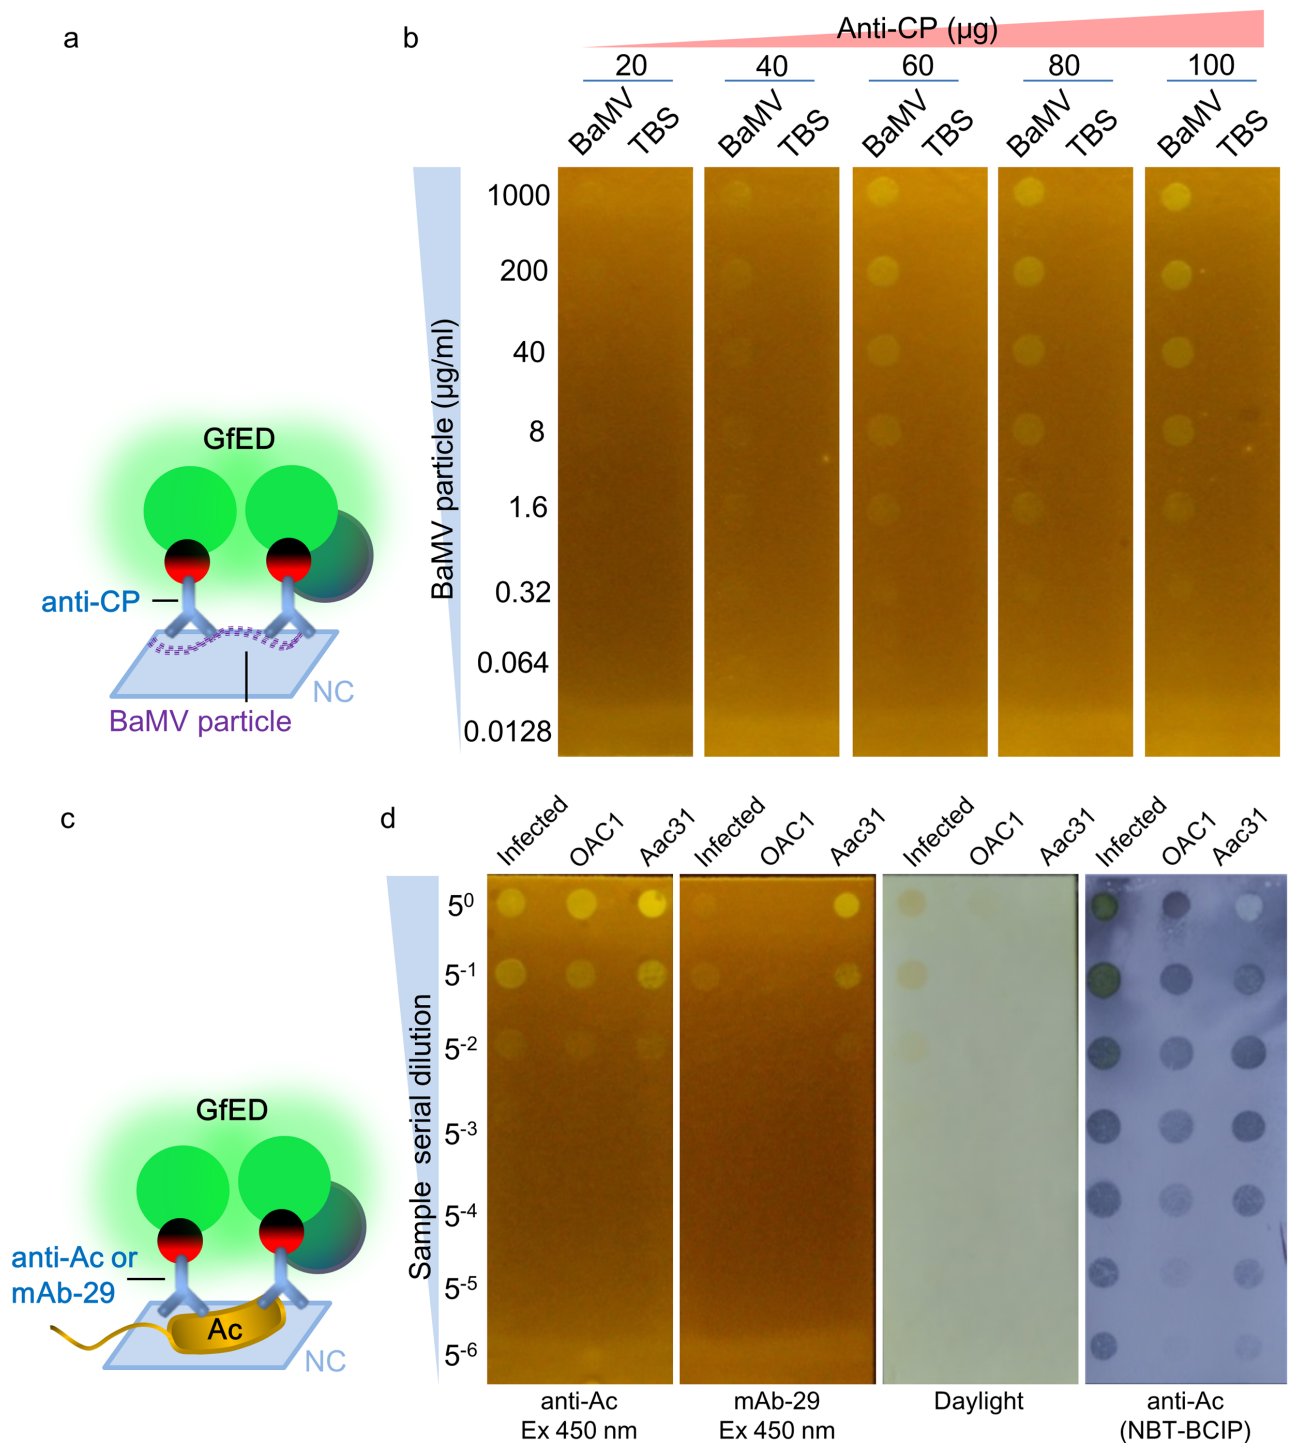 a
GfED
anti-CP
NC
BaMV particle
b
Anti-CP (µg)
20 40 60 80 100
BaMV TBS BaMV TBS BaMV TBS BaMV TBS BaMV TBS
BaMV particle (µg/ml)
1000
200
40
8
1.6
0.32
0.064
0.0128
c
GfED
anti-Ac or
mAb-29
Ac
NC
d
Infected OAC1 Aac31 Infected OAC1 Aac31 Infected OAC1 Aac31 Infected OAC1 Aac31
Sample serial dilution
5⁰
5⁻¹
5⁻²
5⁻³
5⁻⁴
5⁻⁵
5⁻⁶
anti-Ac
Ex 450 nm
mAb-29
Ex 450 nm
Daylight
anti-Ac
(NBT-BCIP)